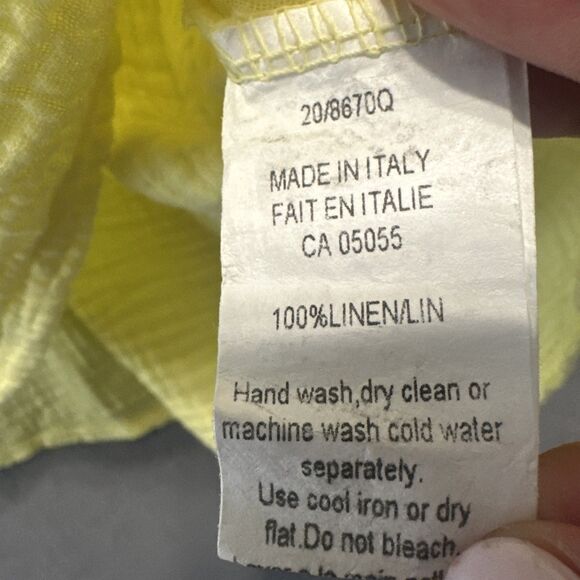 20/8670Q
MADE IN ITALY
FAIT EN ITALIE
CA 05055
100%LINEN/LIN
Hand wash,dry clean or
machine wash cold water
separately.
Use cool iron or dry
flat.Do not bleach.